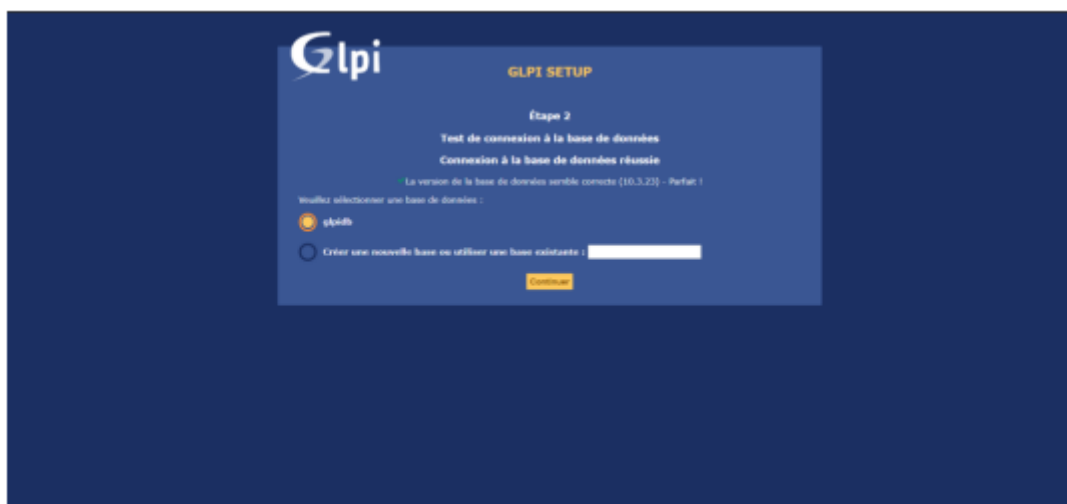 Glpi
GLPI SETUP
Étape 2
Test de connexion à la base de données
Connexion à la base de données réussie
La version de la base de données semble correcte (10.3.23) - Parfait !
Veuillez sélectionner une base de données :
glpidb
Créer une nouvelle base ou utiliser une base existante :
Continuer